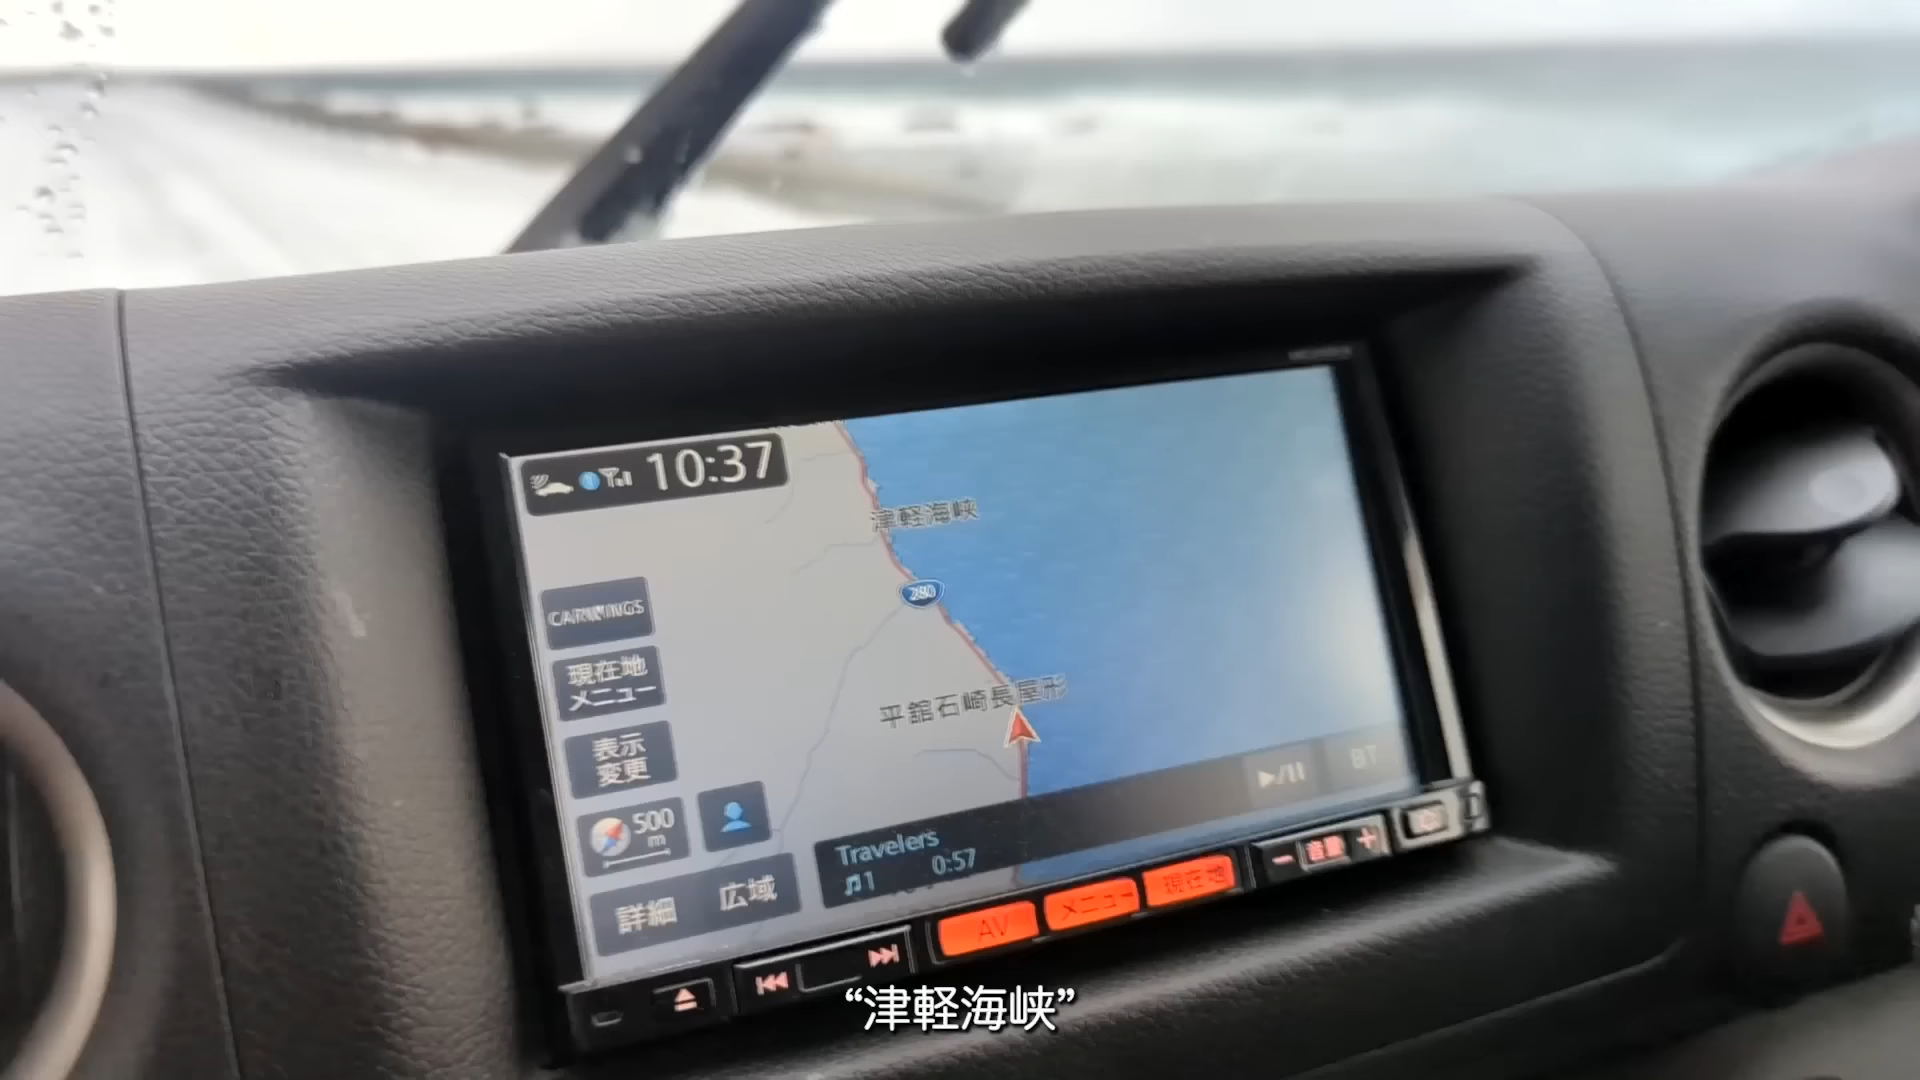 10:37
津軽海峡
280
CARWINGS
現在地
メニュー
平舘石崎長屋形
表示
変更
500
m
BT
Travelers
1 0:57
詳細 広域
AV メニュー 現在地 音量
“津軽海峡”